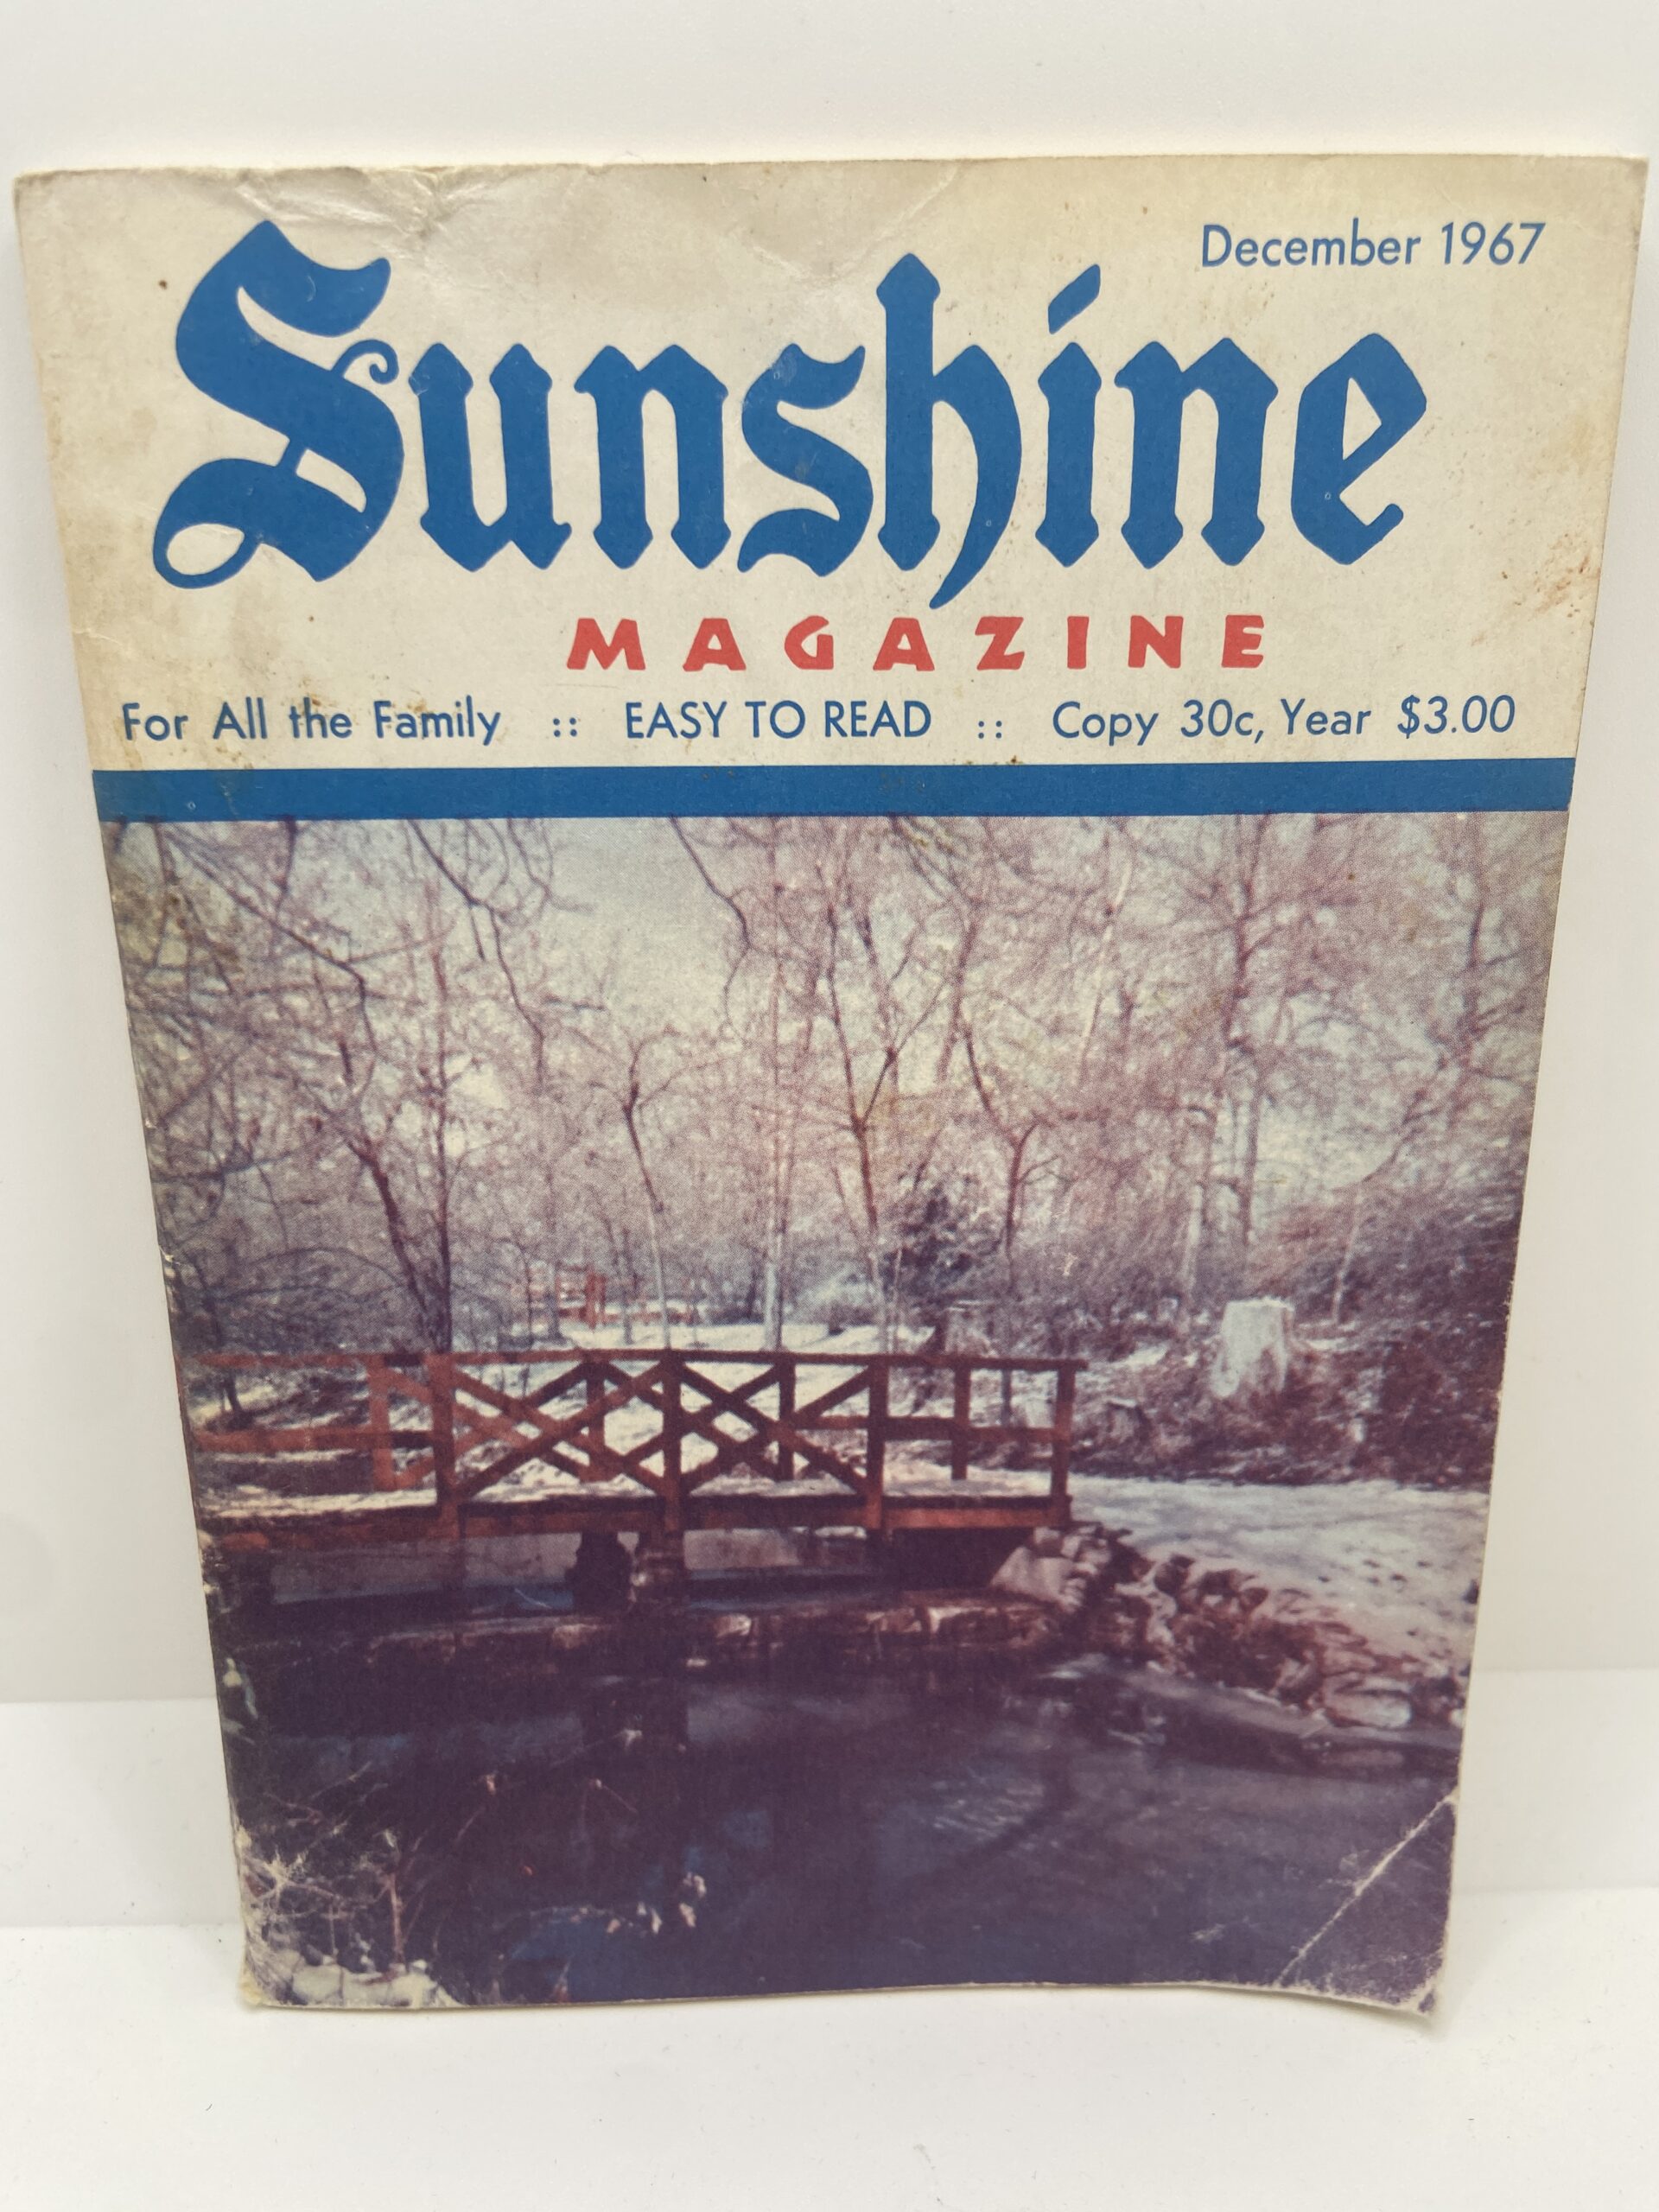 December 1967
Sunshine
MAGAZINE
For All the Family :: EASY TO READ :: Copy 30c, Year $3.00